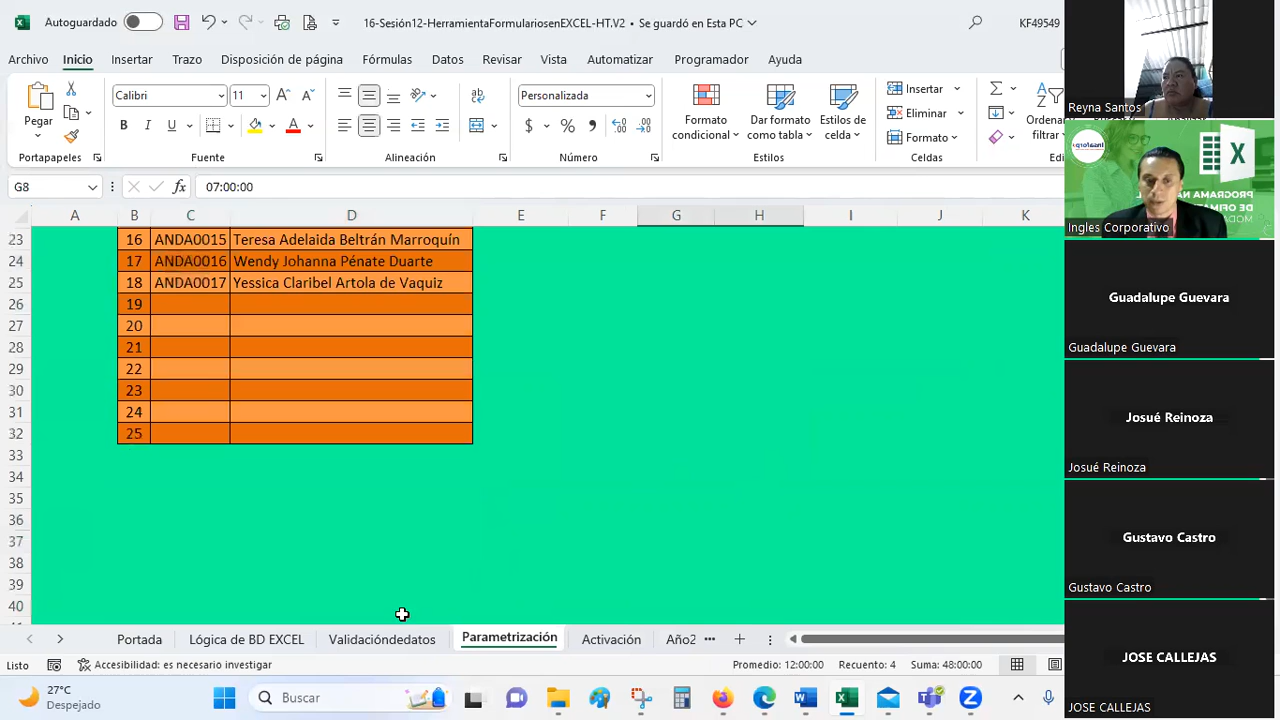 Autoguardado
16-Sesión12-HerramientaFormulariosenEXCEL-HT.V2 • Se guardó en Esta PC
KF49549
Archivo Inicio Insertar Trazo Disposición de página Fórmulas Datos Revisar Vista Automatizar Programador Ayuda
Pegar
Calibri 11
N K S
Personalizada
Formato condicional
Dar formato como tabla
Estilos de celda
Insertar
Eliminar
Formato
Portapapeles Fuente Alineación Número Estilos Celdas
G8 fx 07:00:00
A B C D E F G H I J K
23 16 ANDA0015 Teresa Adelaida Beltrán Marroquín
24 17 ANDA0016 Wendy Johanna Pénate Duarte
25 18 ANDA0017 Yessica Claribel Artola de Vaquiz
26 19
27 20
28 21
29 22
30 23
31 24
32 25
33
34
35
36
37
38
39
40
Portada Lógica de BD EXCEL Validacióndedatos Parametrización Activación Año2 •••
Listo Accesibilidad: es necesario investigar Promedio: 12:00:00 Recuento: 4 Suma: 48:00:00
27°C
Despejado
Buscar
Reyna Santos
Ingles Corporativo
Guadalupe Guevara
Guadalupe Guevara
Josué Reinoza
Josué Reinoza
Gustavo Castro
Gustavo Castro
JOSE CALLEJAS
JOSE CALLEJAS